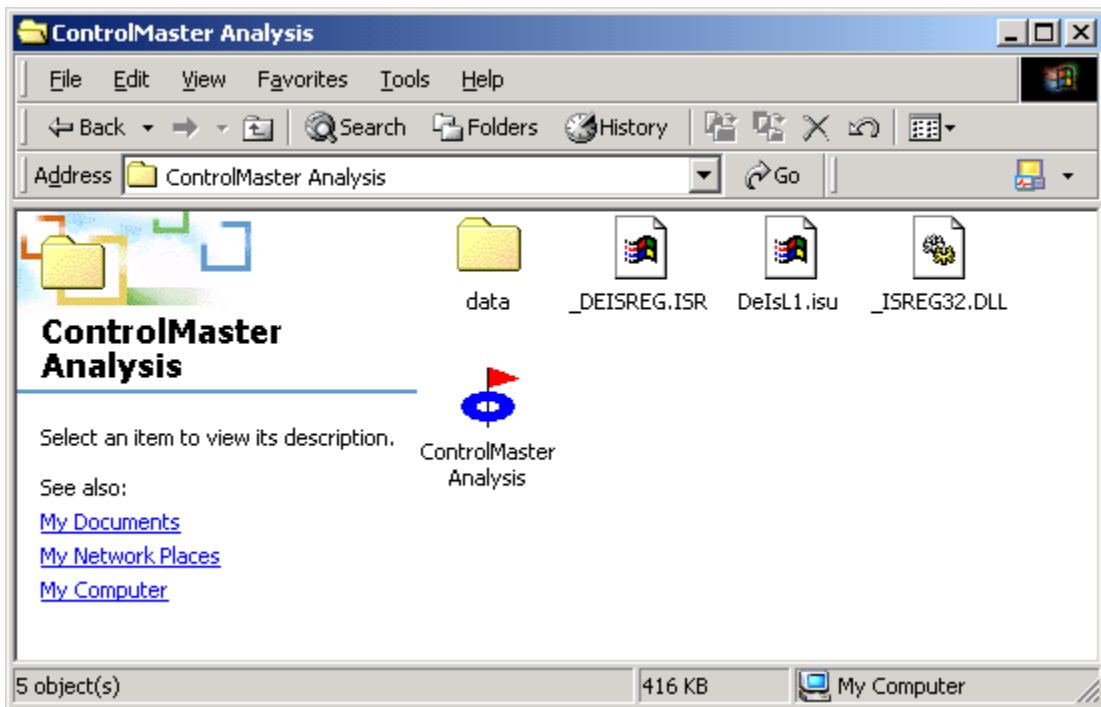 ControlMaster Analysis
File Edit View Favorites Tools Help
Back Search Folders History
Address ControlMaster Analysis Go
data _DEISREG.ISR DeIsL1.isu _ISREG32.DLL
ControlMaster
Analysis
Select an item to view its description.
ControlMaster
Analysis
See also:
My Documents
My Network Places
My Computer
5 object(s) 416 KB My Computer